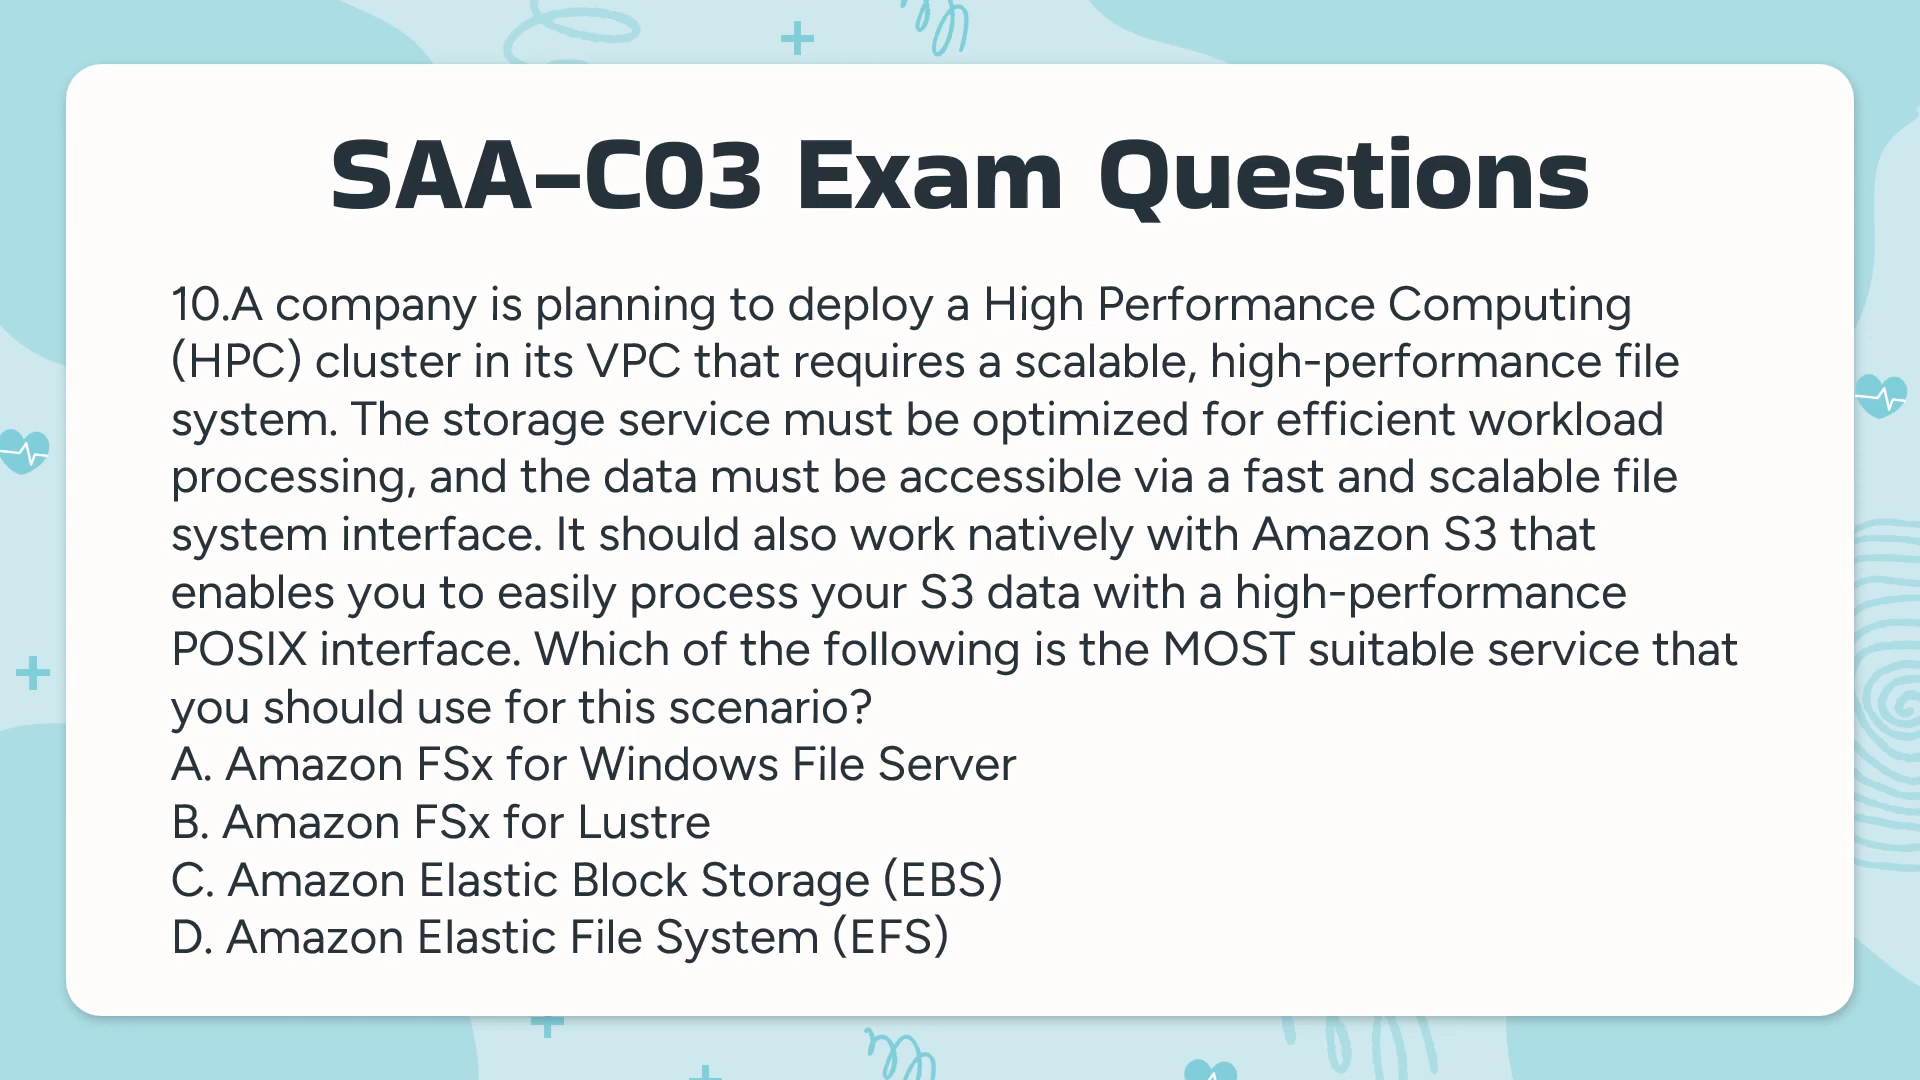 SAA-C03 Exam Questions
10.A company is planning to deploy a High Performance Computing
(HPC) cluster in its VPC that requires a scalable, high-performance file
system. The storage service must be optimized for efficient workload
processing, and the data must be accessible via a fast and scalable file
system interface. It should also work natively with Amazon S3 that
enables you to easily process your S3 data with a high-performance
POSIX interface. Which of the following is the MOST suitable service that
you should use for this scenario?
A. Amazon FSx for Windows File Server
B. Amazon FSx for Lustre
C. Amazon Elastic Block Storage (EBS)
D. Amazon Elastic File System (EFS)